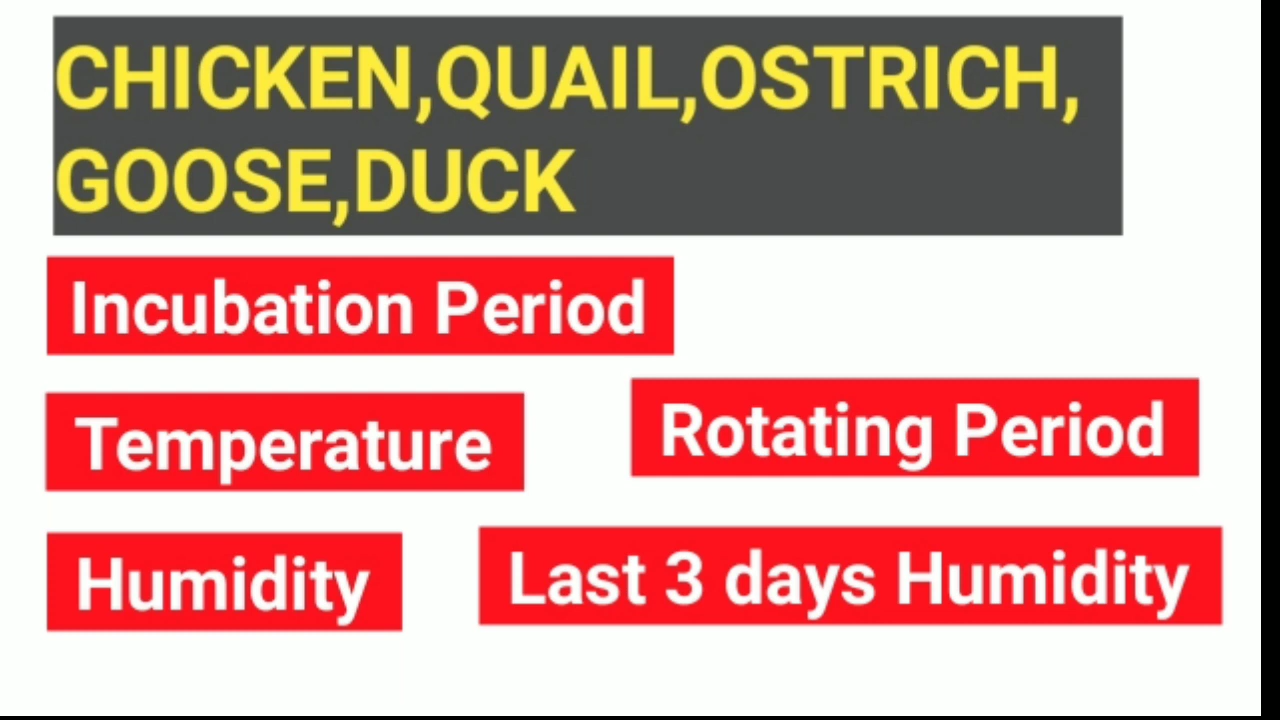 CHICKEN,QUAIL,OSTRICH,
GOOSE,DUCK
Incubation Period
Temperature
Rotating Period
Humidity
Last 3 days Humidity